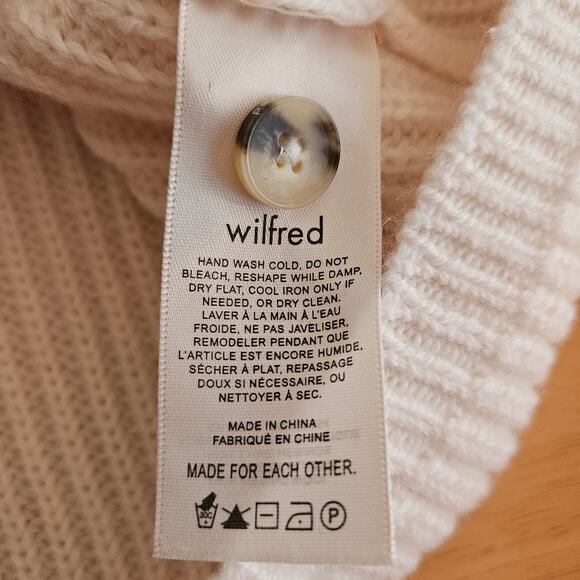 wilfred
HAND WASH COLD, DO NOT
BLEACH, RESHAPE WHILE DAMP,
DRY FLAT, COOL IRON ONLY IF
NEEDED, OR DRY CLEAN.
LAVER À LA MAIN À L'EAU
FROIDE, NE PAS JAVELISER,
REMODELER PENDANT QUE
L'ARTICLE EST ENCORE HUMIDE,
SÉCHER À PLAT, REPASSAGE
DOUX SI NÉCESSAIRE, OU
NETTOYER À SEC.
MADE IN CHINA
FABRIQUÉ EN CHINE
MADE FOR EACH OTHER.
P